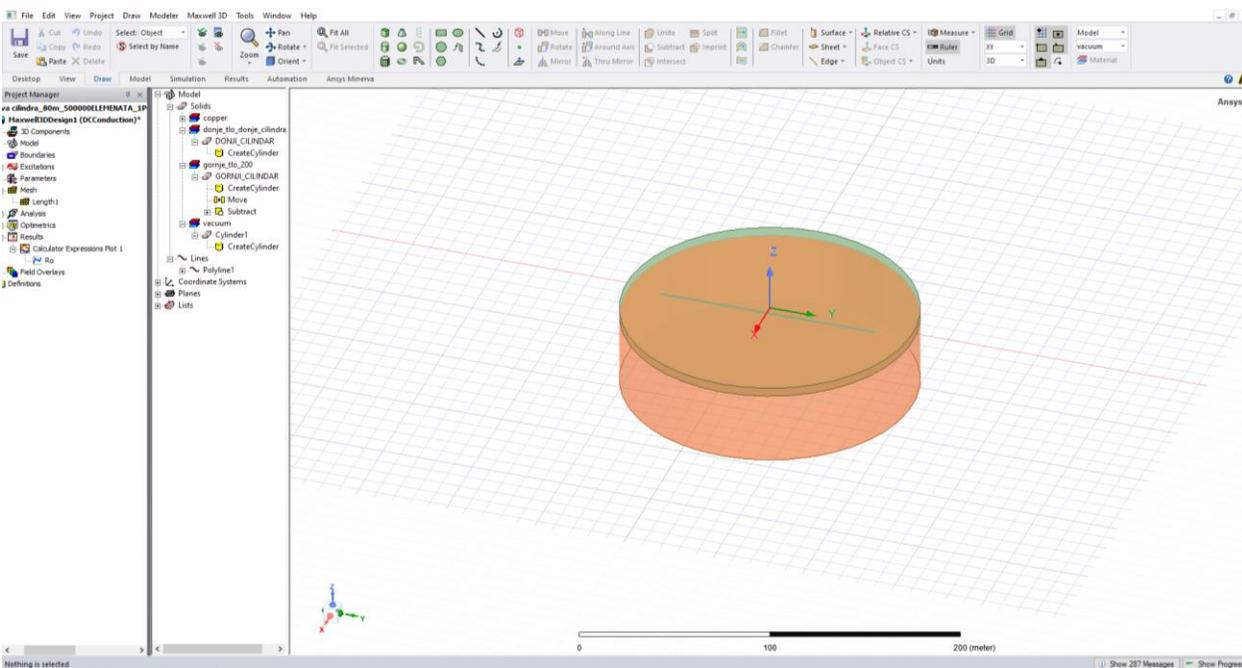 File Edit View Project Draw Modeler Maxwell 3D Tools Window Help
Save
Cut
Undo
Copy
Redo
Paste
Delete
Select: Object
Select by Name
Zoom
Pan
Rotate
Orient
Fit All
Fit Selected
Move
Rotate
Mirror
Along Line
Around Axis
Thru Mirror
Unite
Subtract
Intersect
Split
Imprint
Fillet
Chamfer
Surface
Sheet
Edge
Relative CS
Face CS
Object CS
Measure
Ruler
Units
Grid
XY
3D
Model
vacuum
Material
Desktop View Draw Model Simulation Results Automation Ansys Minerva
Project Manager
va cilindra_80m_500000ELEMENATA_1P
Maxwell3DDesign1 (DCConduction)*
3D Components
Model
Boundaries
Excitations
Parameters
Mesh
Length1
Analysis
Optimetrics
Results
Calculator Expressions Plot 1
Ro
Field Overlays
Definitions
Model
Solids
copper
donje_tlo_donje_cilindra
DONJI_CILINDAR
CreateCylinder
gornje_tlo_200
GORNJI_CILINDAR
CreateCylinder
Move
Subtract
vacuum
Cylinder1
CreateCylinder
Lines
Polyline1
Coordinate Systems
Planes
Lists
Ansys
Z
Y
X
Z
Y
X
0 100 200 (meter)
Nothing is selected
Show 287 Messages Show Progres